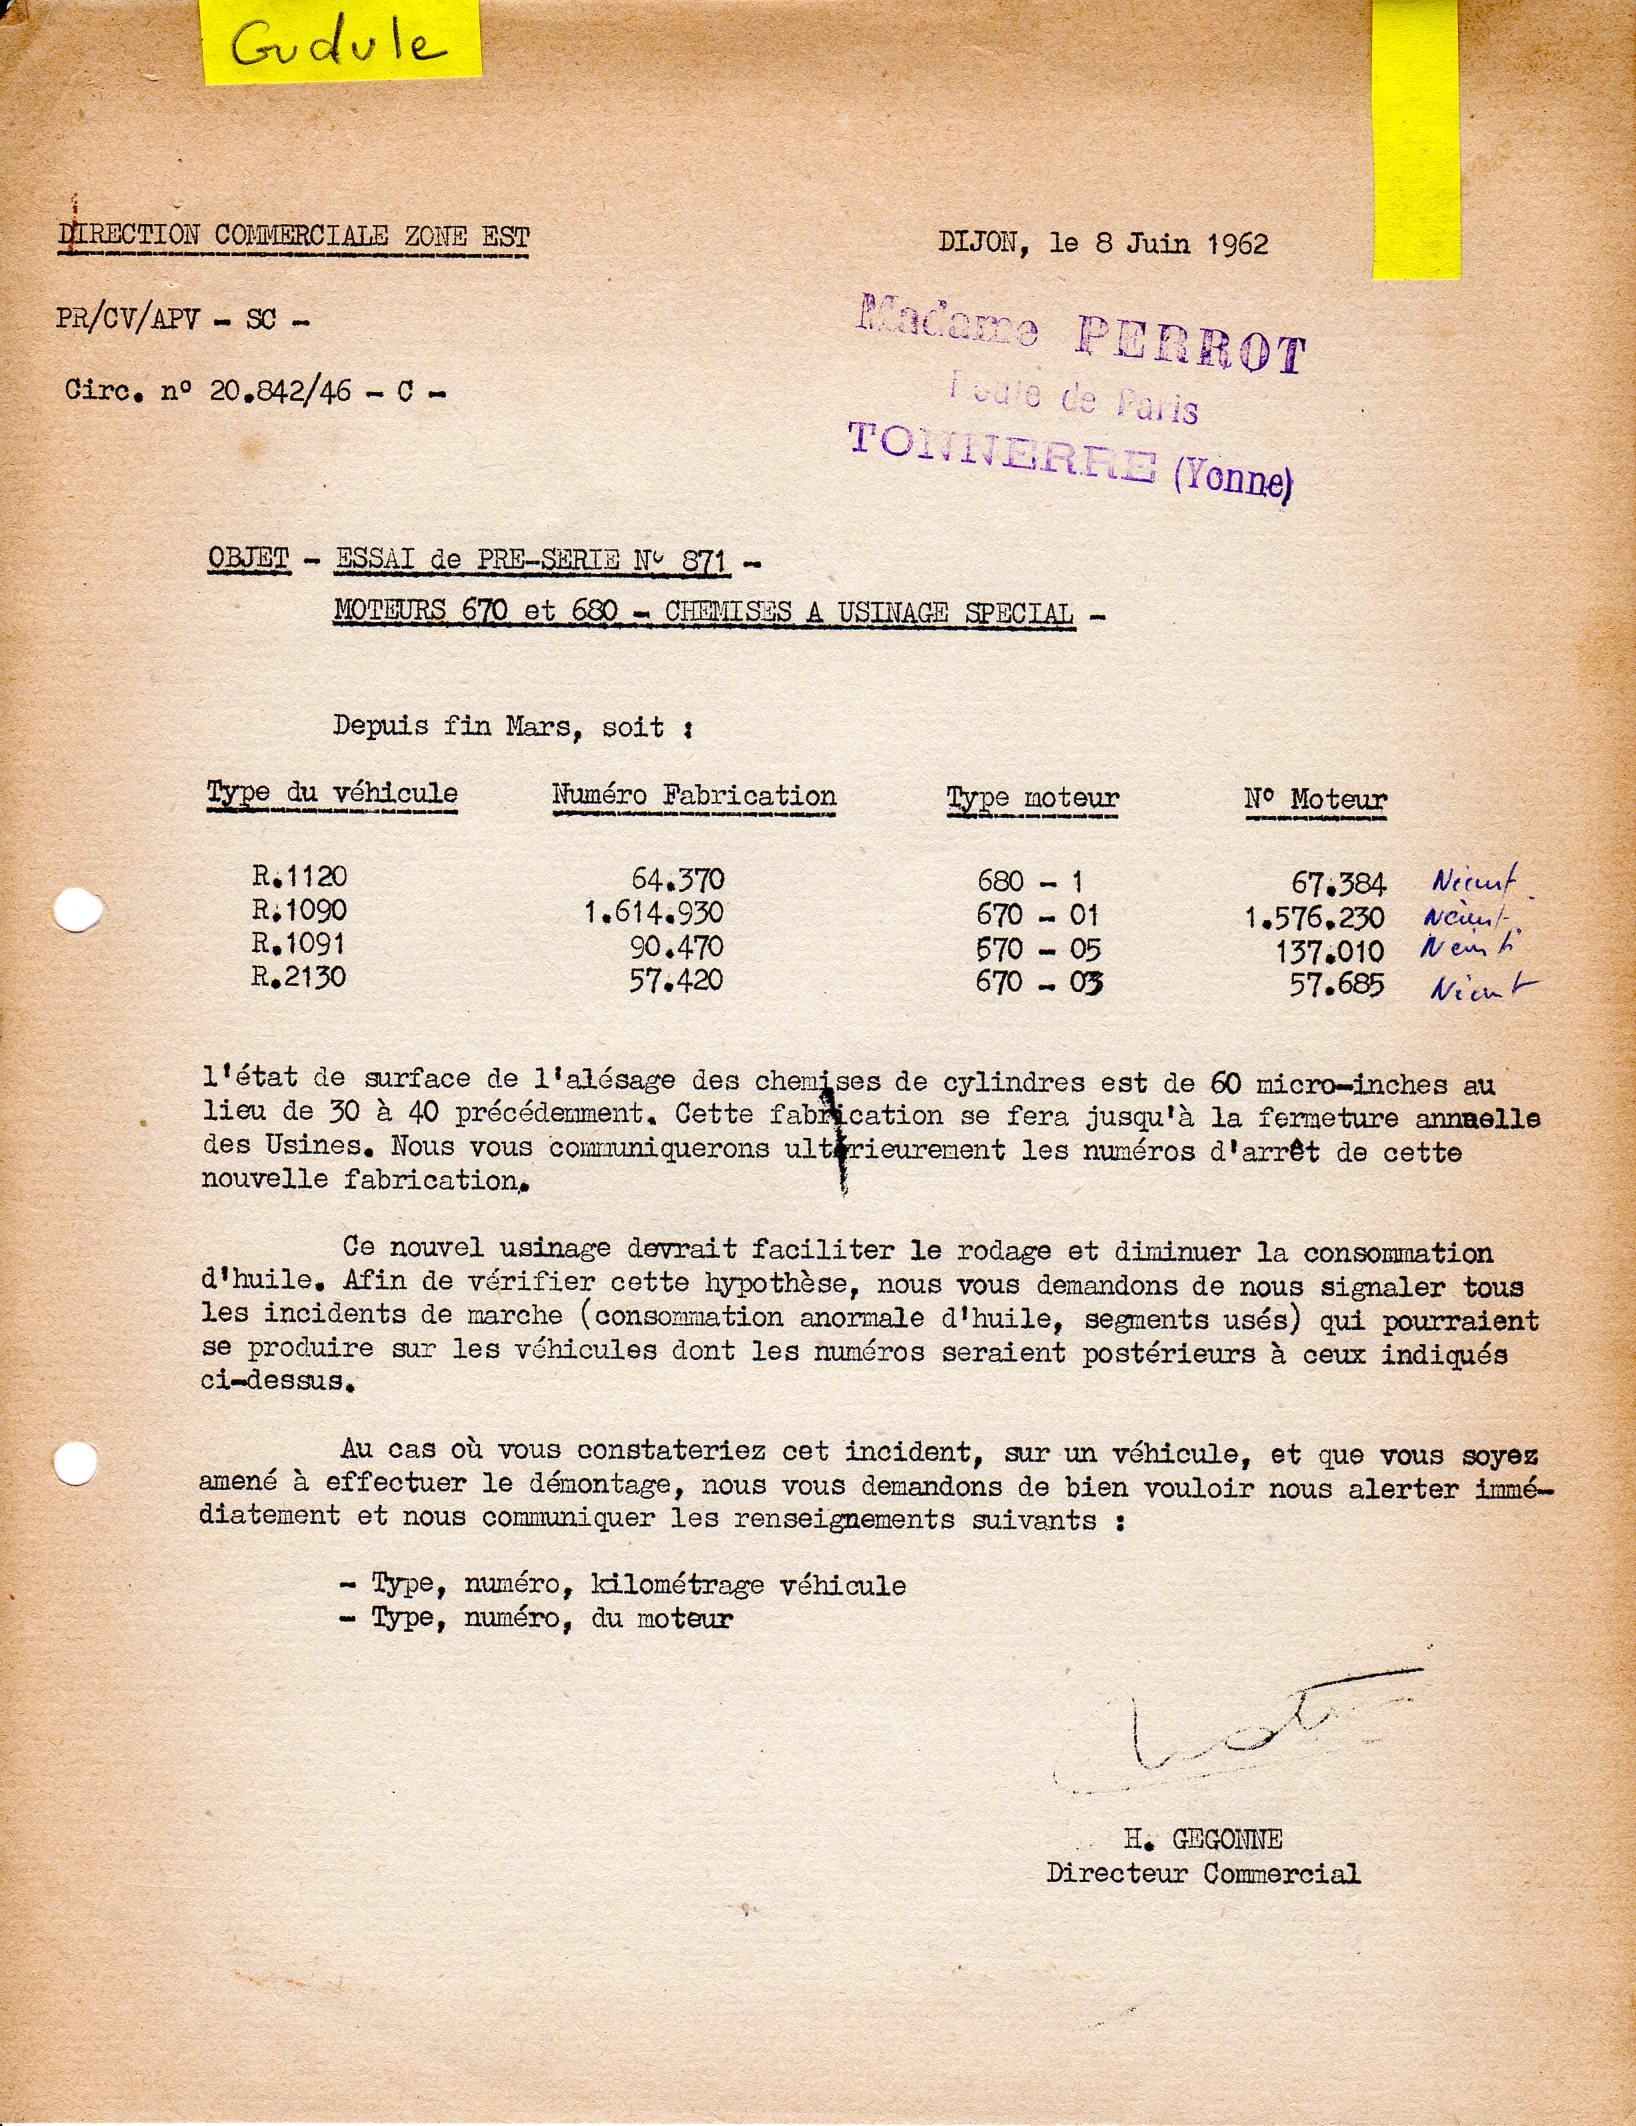 Gudule
DIRECTION COMMERCIALE ZONE EST
DIJON, le 8 Juin 1962
PR/CV/APV - SC -
Madame PERROT
Route de Paris
TONNERRE (Yonne)
Circ. n° 20.842/46 - C -
OBJET - ESSAI de PRE-SERIE N° 871 -
MOTEURS 670 et 680 - CHEMISES A USINAGE SPECIAL -
Depuis fin Mars, soit :
Type du véhicule Numéro Fabrication Type moteur N° Moteur
R.1120 64.370 680 - 1 67.384 Néant
R.1090 1.614.930 670 - 01 1.576.230 Néant
R.1091 90.470 670 - 05 137.010 Néant
R.2130 57.420 670 - 03 57.685 Néant
l'état de surface de l'alésage des chemises de cylindres est de 60 micro-inches au
lieu de 30 à 40 précédemment. Cette fabrication se fera jusqu'à la fermeture annuelle
des Usines. Nous vous communiquerons ultérieurement les numéros d'arrêt de cette
nouvelle fabrication.
Ce nouvel usinage devrait faciliter le rodage et diminuer la consommation
d'huile. Afin de vérifier cette hypothèse, nous vous demandons de nous signaler tous
les incidents de marche (consommation anormale d'huile, segments usés) qui pourraient
se produire sur les véhicules dont les numéros seraient postérieurs à ceux indiqués
ci-dessus.
Au cas où vous constateriez cet incident, sur un véhicule, et que vous soyez
amené à effectuer le démontage, nous vous demandons de bien vouloir nous alerter immé-
diatement et nous communiquer les renseignements suivants :
- Type, numéro, kilométrage véhicule
- Type, numéro, du moteur
H. GEGONNE
Directeur Commercial